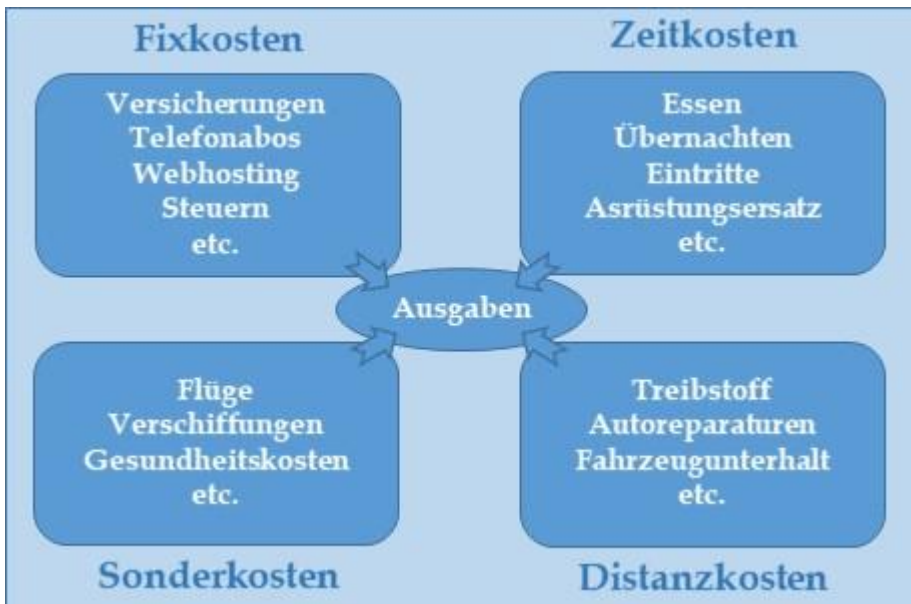 Fixkosten
Versicherungen
Telefonabos
Webhosting
Steuern
etc.
Zeitkosten
Essen
Übernachten
Eintritte
Asrüstungsersatz
etc.
Ausgaben
Flüge
Verschiffungen
Gesundheitskosten
etc.
Sonderkosten
Treibstoff
Autoreparaturen
Fahrzeugunterhalt
etc.
Distanzkosten